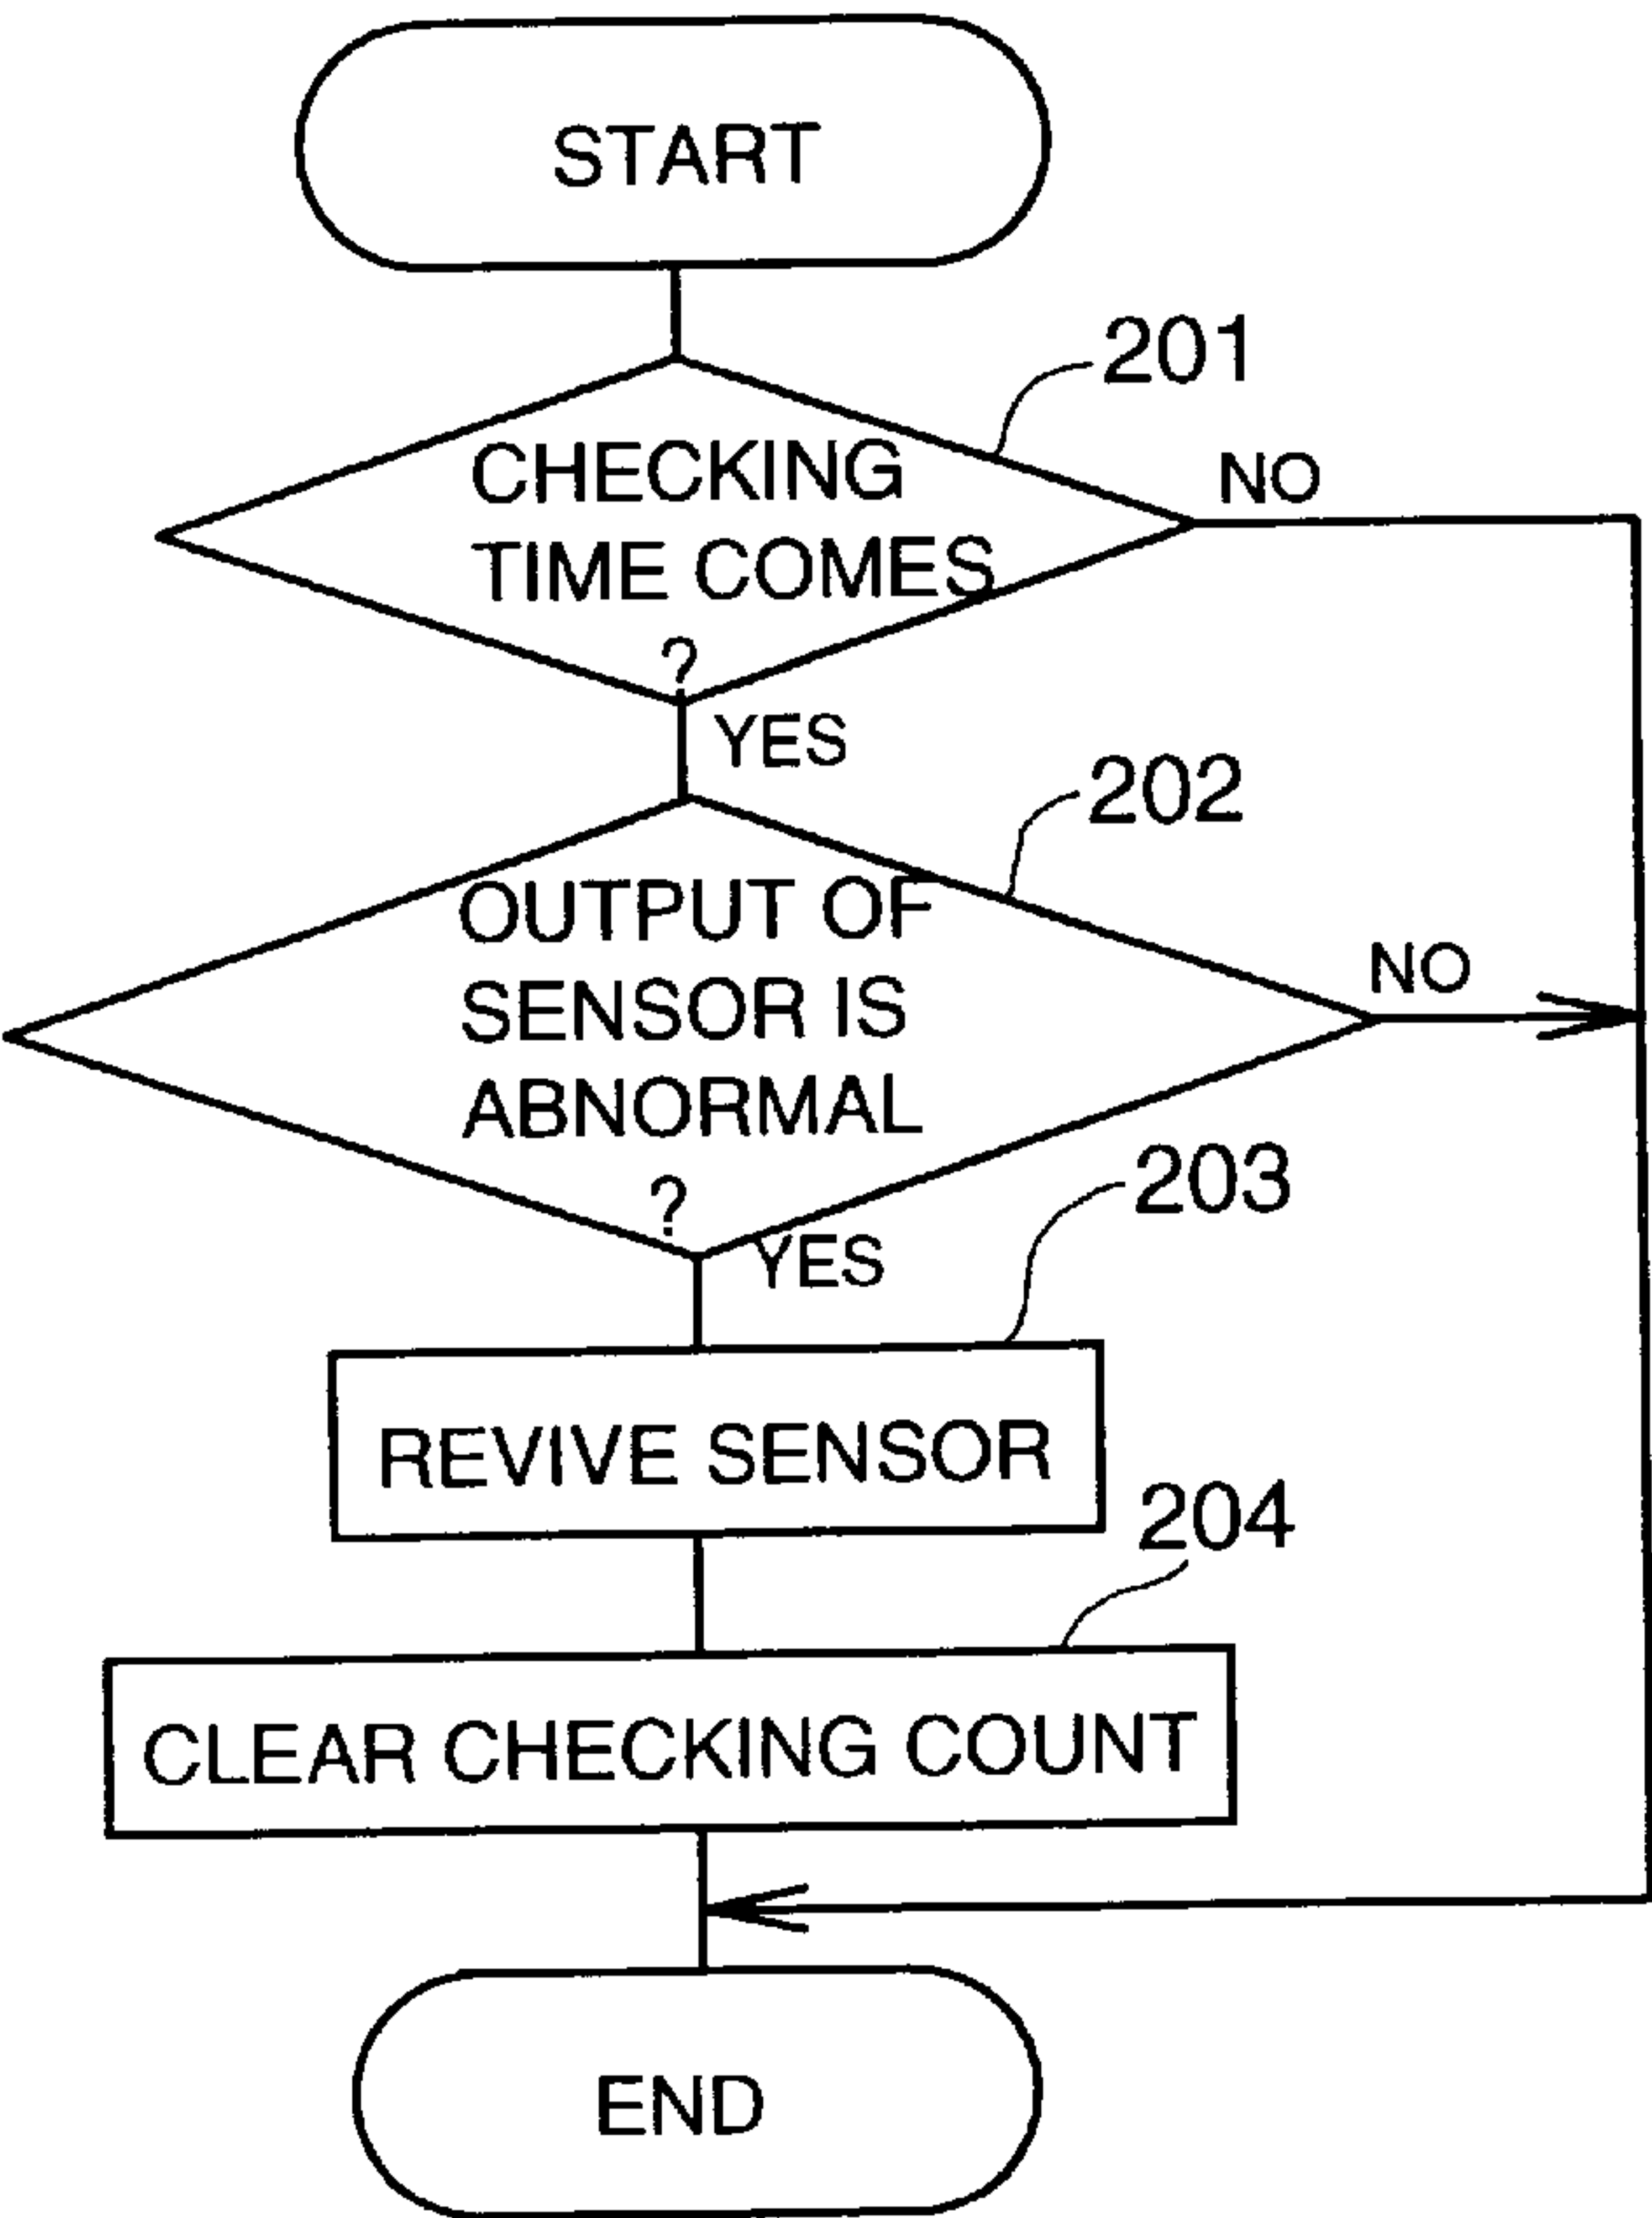 START
201
CHECKING
TIME COMES
?
NO
YES
202
OUTPUT OF
SENSOR IS
ABNORMAL
?
NO
YES
203
REVIVE SENSOR
204
CLEAR CHECKING COUNT
END